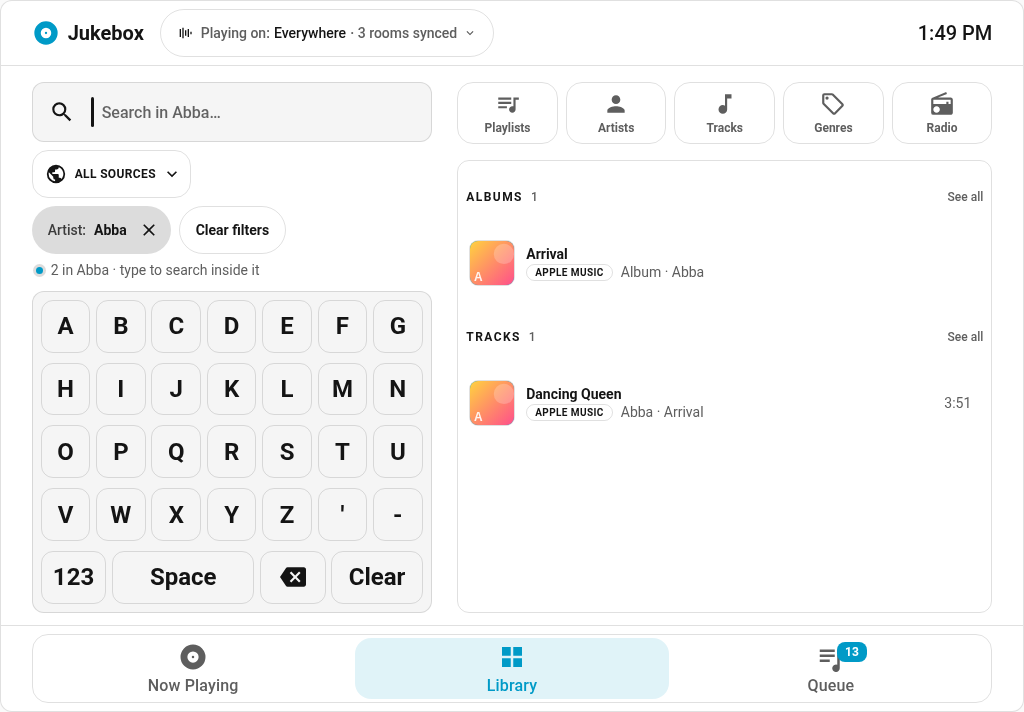 Jukebox
Playing on: Everywhere · 3 rooms synced
1:49 PM
Search in Abba...
ALL SOURCES
Artist: Abba
Clear filters
2 in Abba · type to search inside it
A B C D E F G
H I J K L M N
O P Q R S T U
V W X Y Z ' -
123 Space Clear
Playlists
Artists
Tracks
Genres
Radio
ALBUMS 1
See all
A
Arrival
APPLE MUSIC Album · Abba
TRACKS 1
See all
A
Dancing Queen
APPLE MUSIC Abba · Arrival
3:51
Now Playing
Library
13
Queue